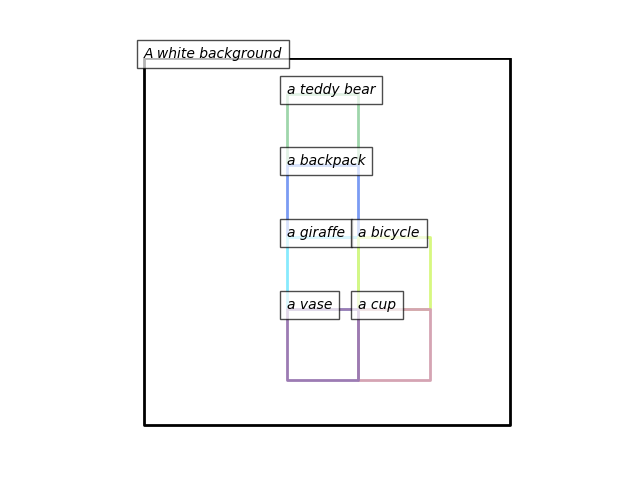 A white background
a teddy bear
a backpack
a giraffe
a bicycle
a vase
a cup